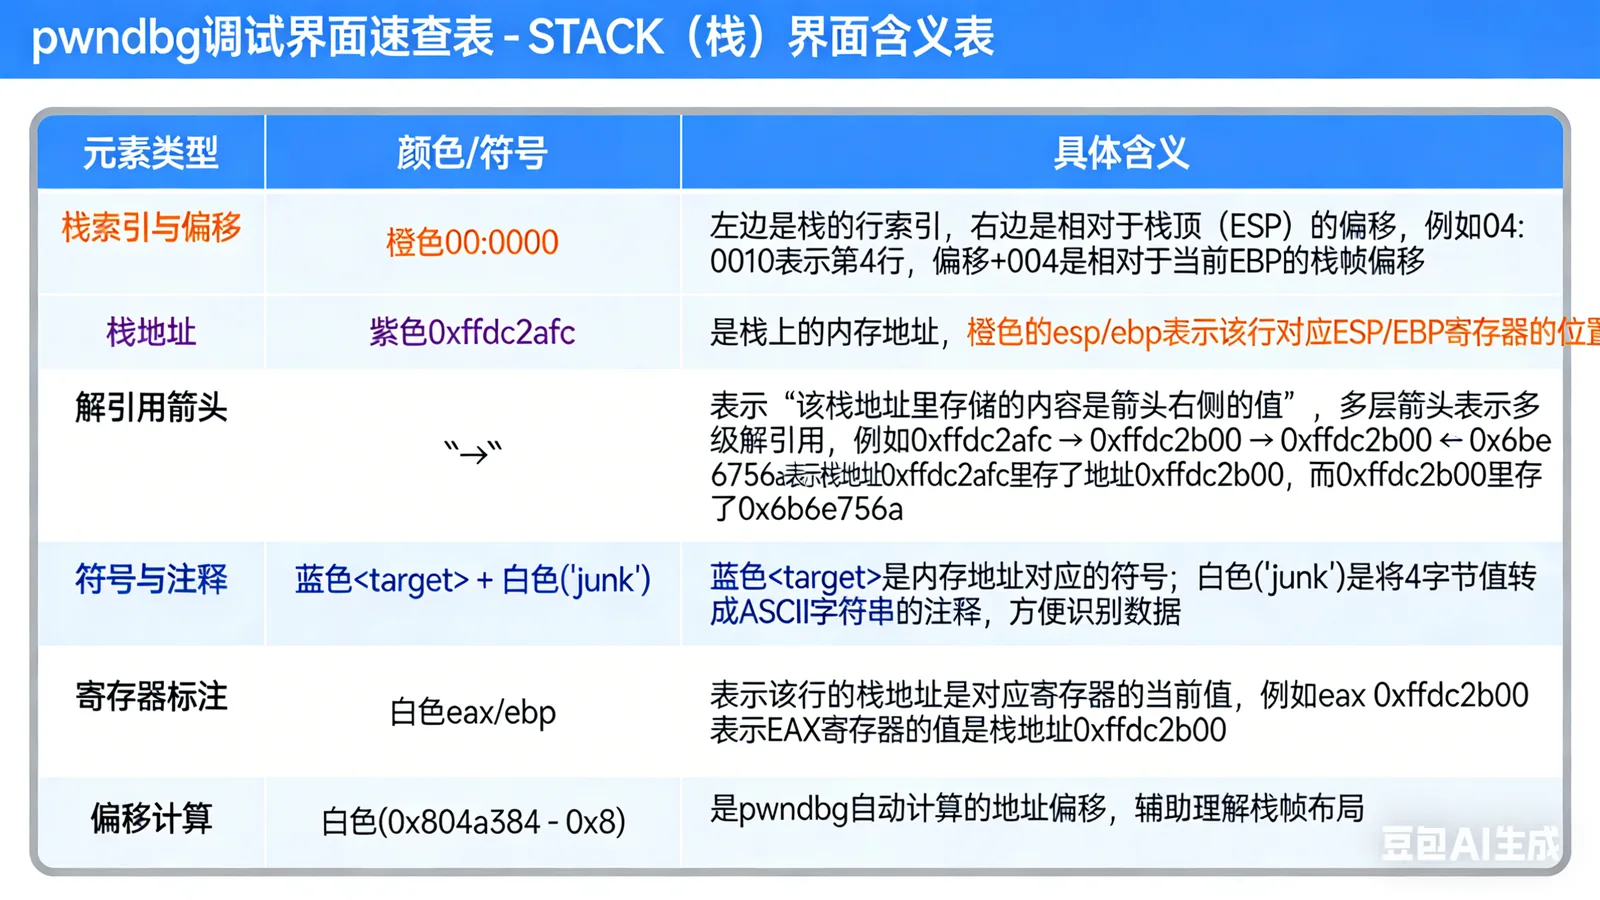 pwndbg调试界面速查表 - STACK（栈）界面含义表
元素类型
颜色/符号
具体含义
栈索引与偏移
橙色00:0000
左边是栈的行索引，右边是相对于栈顶（ESP）的偏移，例如04:
0010表示第4行，偏移+004是相对于当前EBP的栈帧偏移
栈地址
紫色0xffdc2afc
是栈上的内存地址，橙色的esp/ebp表示该行对应ESP/EBP寄存器的位置
解引用箭头
“→“
表示“该栈地址里存储的内容是箭头右侧的值”，多层箭头表示多
级解引用，例如0xffdc2afc → 0xffdc2b00 → 0xffdc2b00 ← 0x6be
6756a表示栈地址0xffdc2afc里存了地址0xffdc2b00，而0xffdc2b00里存
了0x6b6e756a
符号与注释
蓝色<target> + 白色('junk')
蓝色<target>是内存地址对应的符号；白色('junk')是将4字节值转
成ASCII字符串的注释，方便识别数据
寄存器标注
白色eax/ebp
表示该行的栈地址是对应寄存器的当前值，例如eax 0xffdc2b00
表示EAX寄存器的值是栈地址0xffdc2b00
偏移计算
白色(0x804a384 - 0x8)
是pwndbg自动计算的地址偏移，辅助理解栈帧布局
豆包AI生成